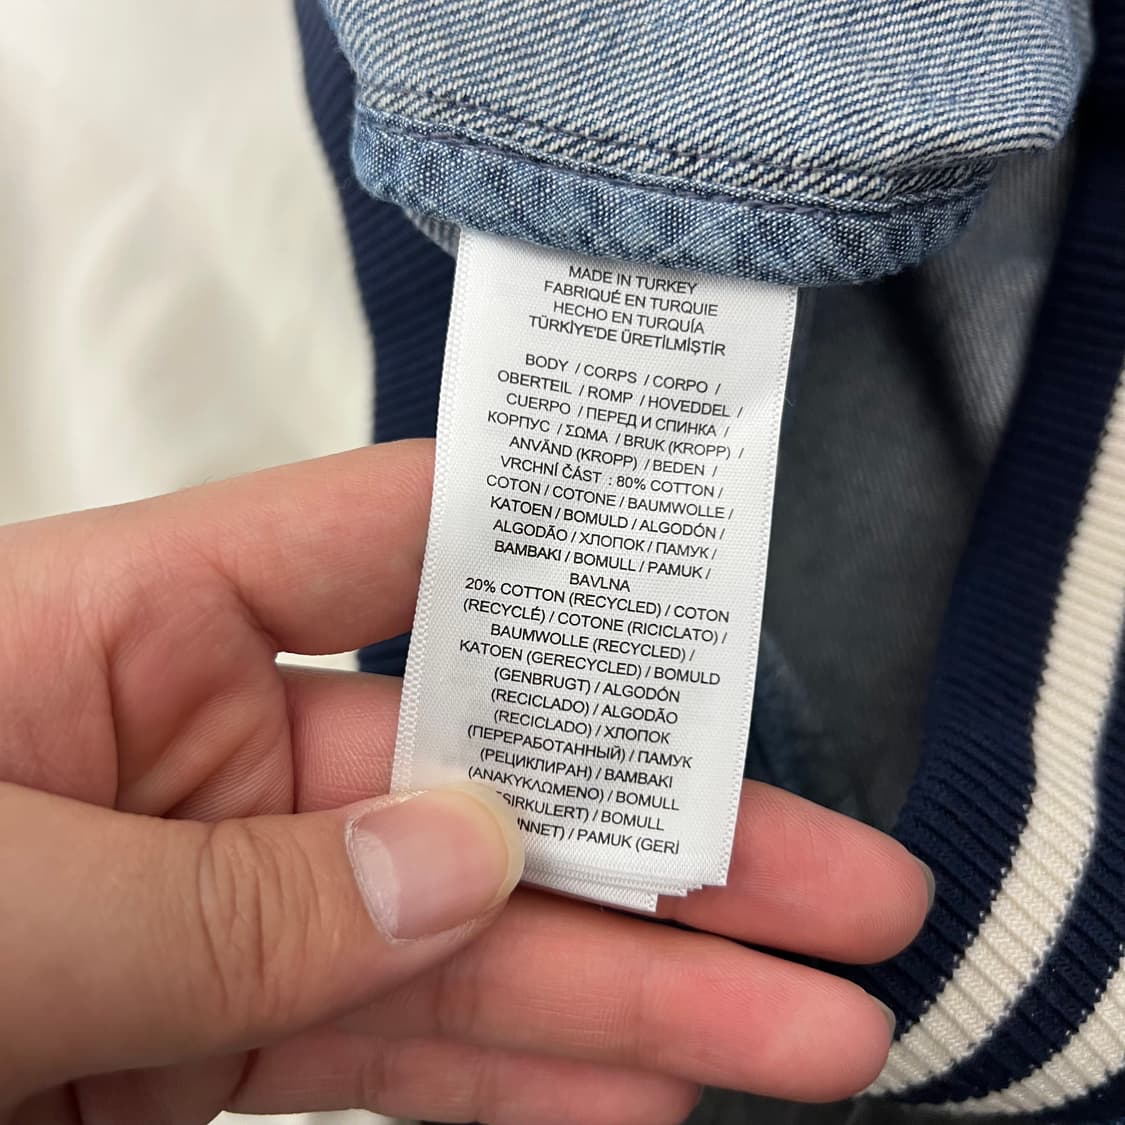 MADE IN TURKEY
FABRIQUÉ EN TURQUIE
HECHO EN TURQUÍA
TÜRKİYE'DE ÜRETİLMİŞTİR
BODY / CORPS / CORPO /
OBERTEIL / ROMP / HOVEDDEL /
CUERPO / ПЕРЕД И СПИНКА /
КОРПУС / ΣΩΜΑ / BRUK (KROPP) /
ANVÄND (KROPP) / BEDEN /
VRCHNÍ ČÁST : 80% COTTON /
COTON / COTONE / BAUMWOLLE /
KATOEN / BOMULD / ALGODÓN /
ALGODÃO / ХЛОПОК / ПАМУК /
ΒΑΜΒΑΚΙ / BOMULL / PAMUK /
BAVLNA
20% COTTON (RECYCLED) / COTON
(RECYCLÉ) / COTONE (RICICLATO) /
BAUMWOLLE (RECYCLED) /
KATOEN (GERECYCLED) / BOMULD
(GENBRUGT) / ALGODÓN
(RECICLADO) / ALGODÃO
(RECICLADO) / ХЛОПОК
(ПЕРЕРАБОТАННЫЙ) / ПАМУК
(РЕЦИКЛИРАН) / ΒΑΜΒΑΚΙ
(ΑΝΑΚΥΚΛΩΜΕΝΟ) / BOMULL
/ BOMULL
/ PAMUK (GERİ